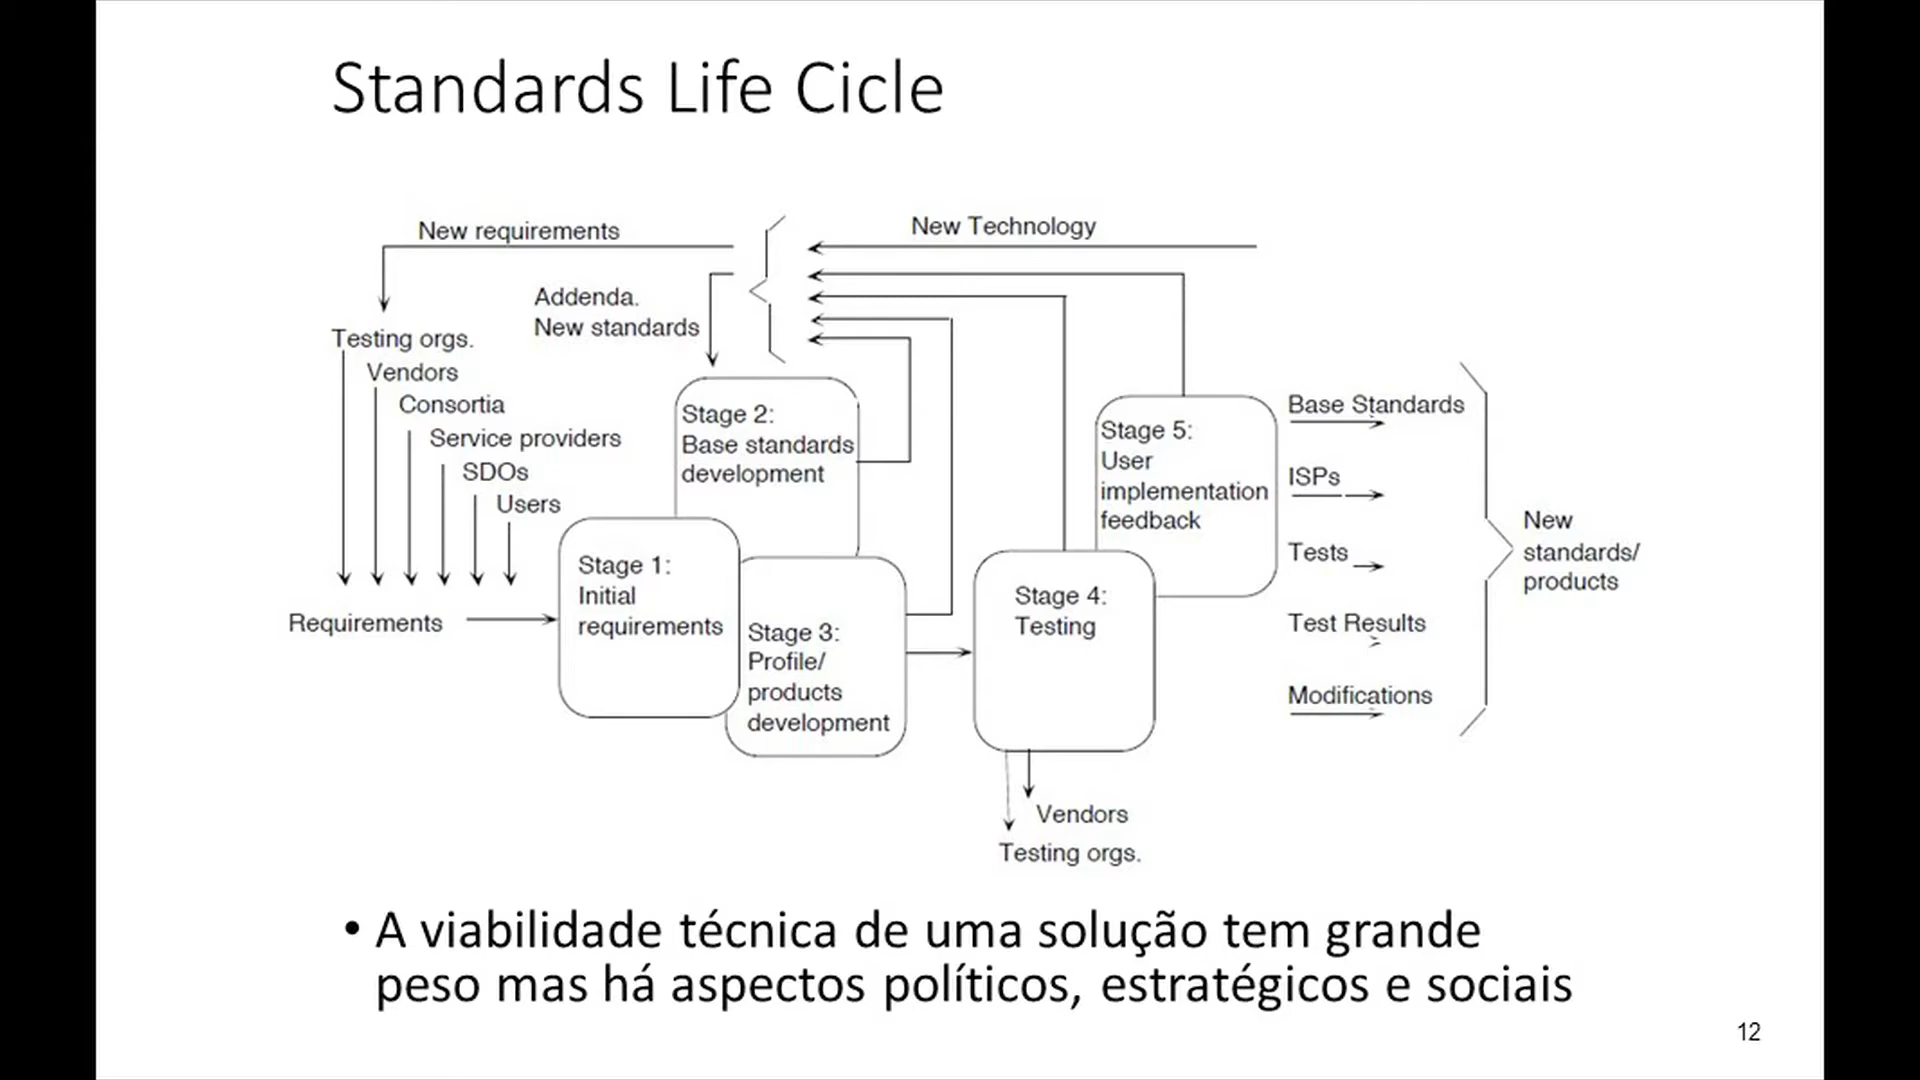 Standards Life Cicle
New requirements
New Technology
Addenda.
New standards
Testing orgs.
Vendors
Consortia
Service providers
SDOs
Users
Requirements
Stage 1:
Initial
requirements
Stage 2:
Base standards
development
Stage 3:
Profile/
products
development
Stage 4:
Testing
Vendors
Testing orgs.
Stage 5:
User
implementation
feedback
Base Standards
ISPs
Tests
Test Results
Modifications
New
standards/
products
• A viabilidade técnica de uma solução tem grande
peso mas há aspectos políticos, estratégicos e sociais
12